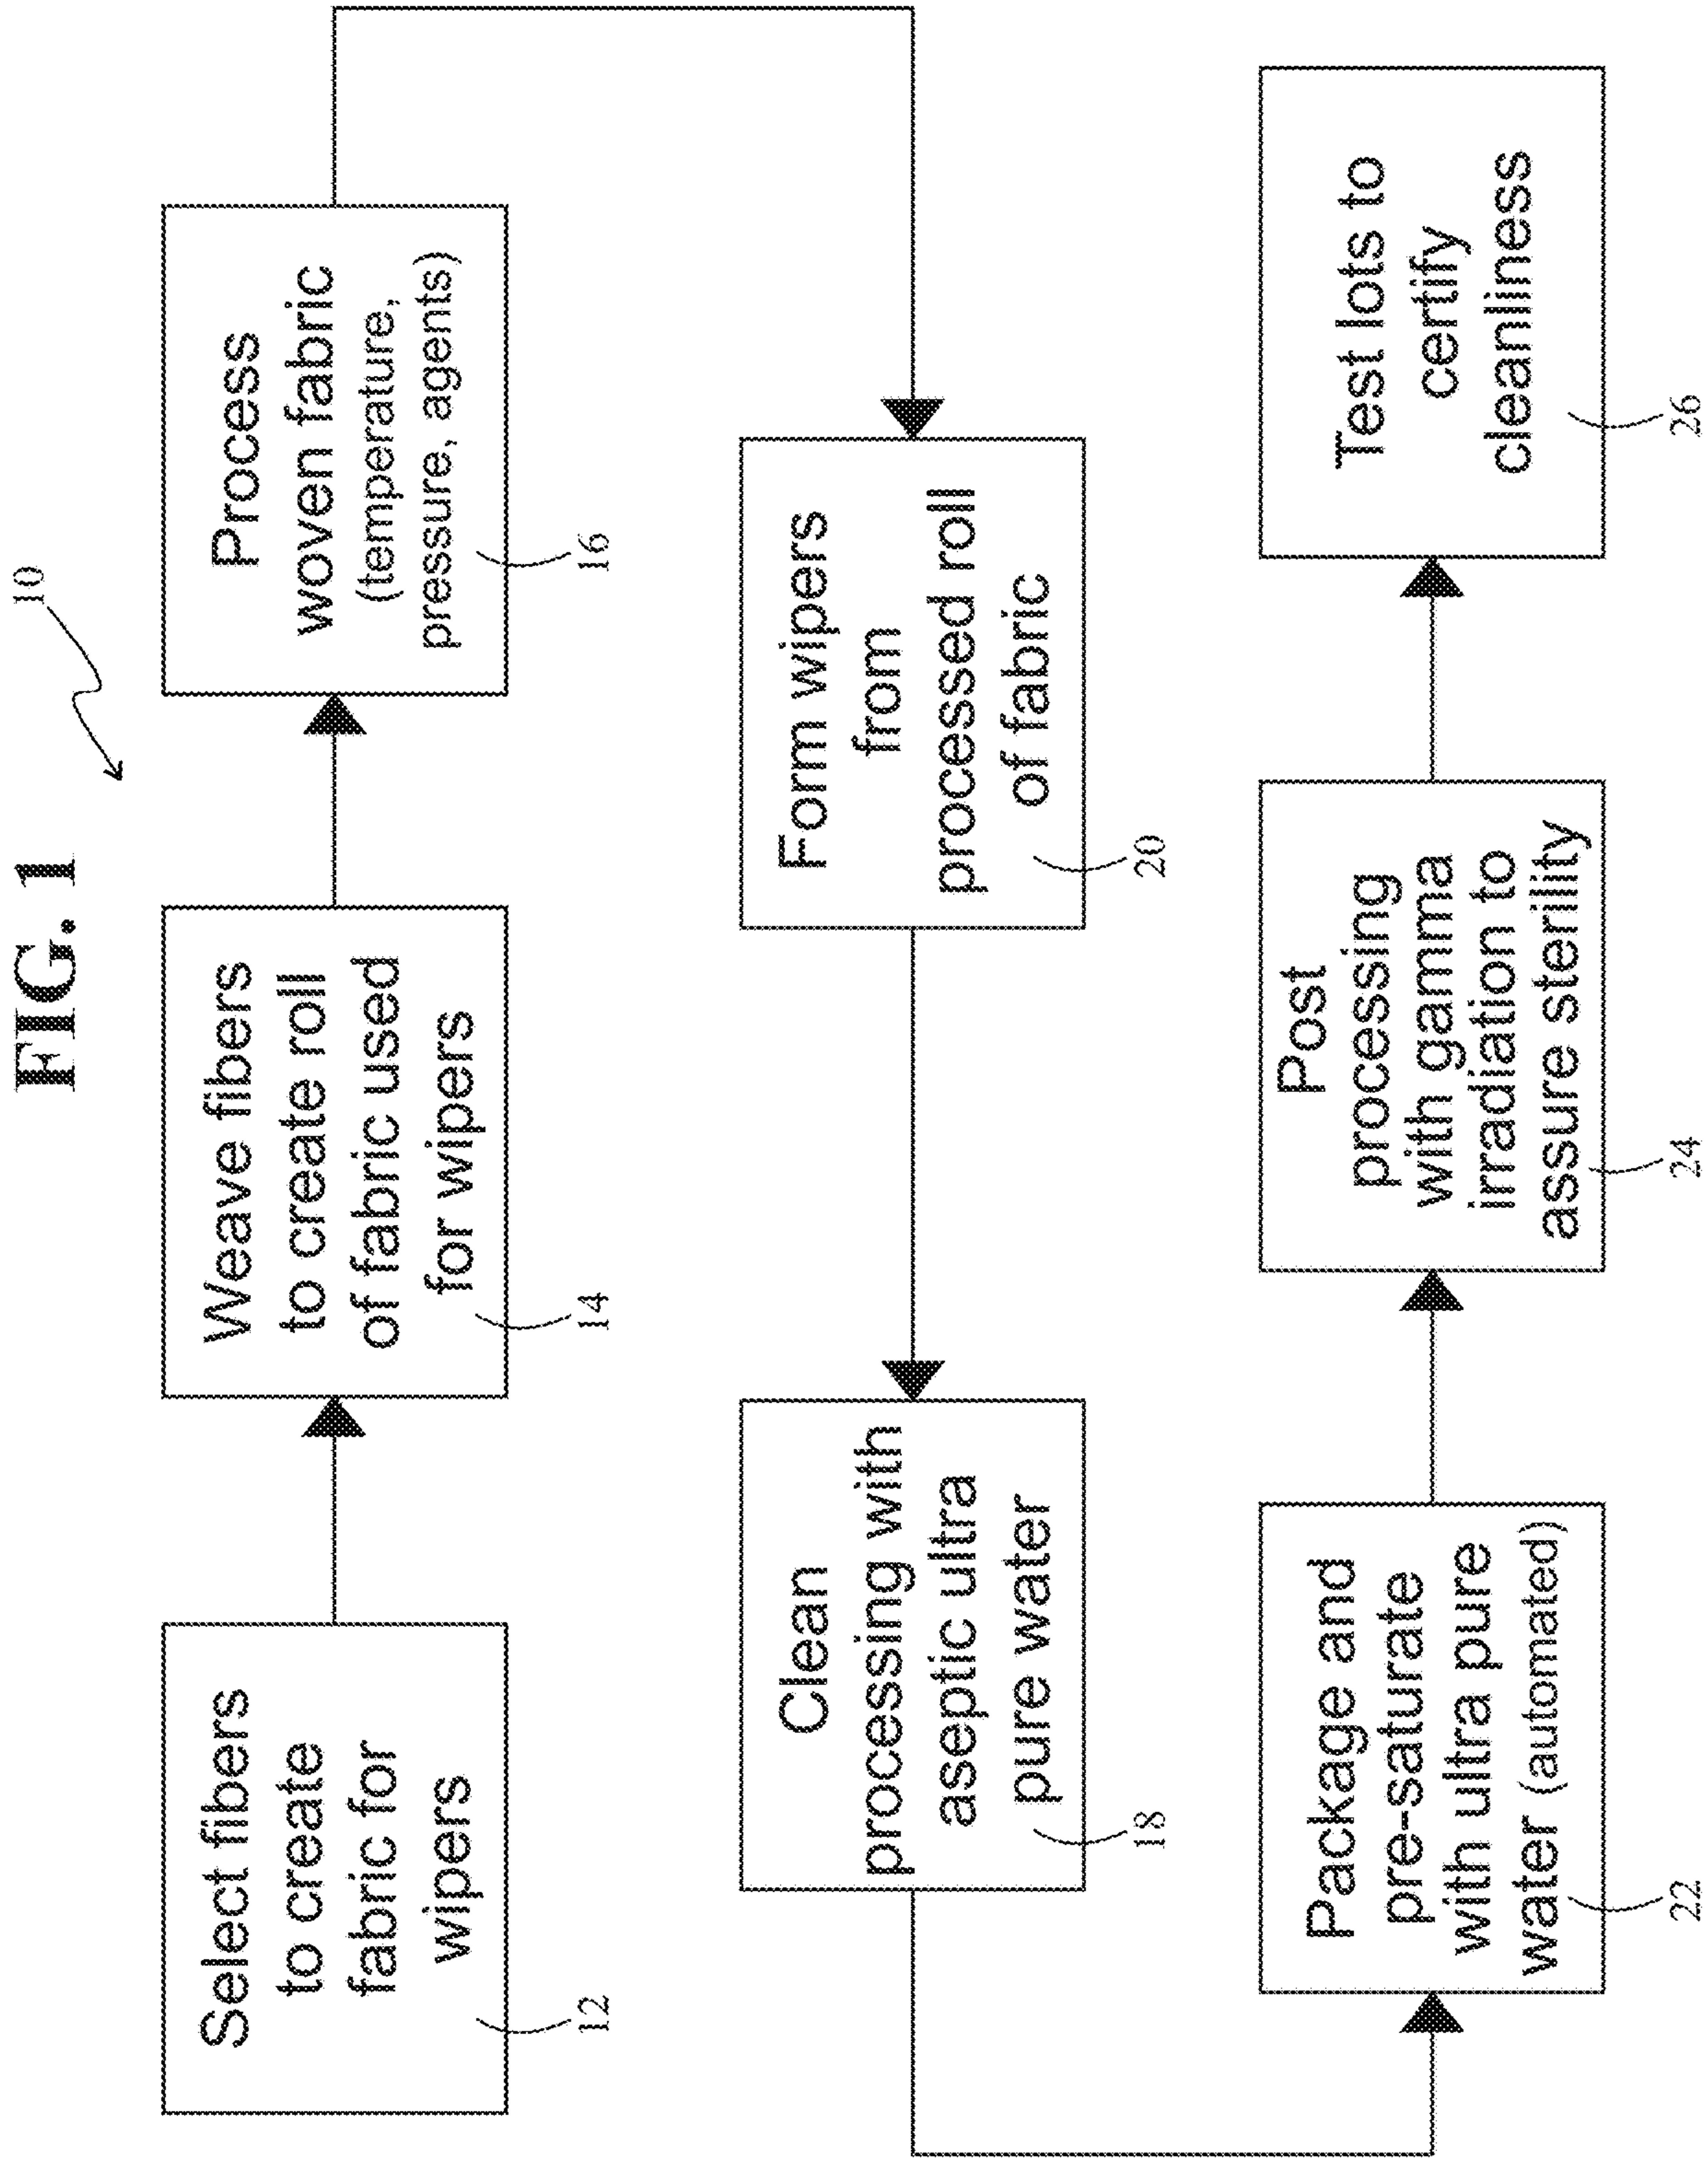 FIG. 1
10
Select fibers
to create
fabric for
wipers
12
Weave fibers
to create roll
of fabric used
for wipers
14
Process
woven fabric
(temperature,
pressure, agents)
16
Form wipers
from
processed roll
of fabric
20
Clean
processing with
aseptic ultra
pure water
18
Package and
pre-saturate
with ultra pure
water (automated)
22
Post
processing
with gamma
irradiation to
assure sterility
24
Test lots to
certify
cleanliness
26